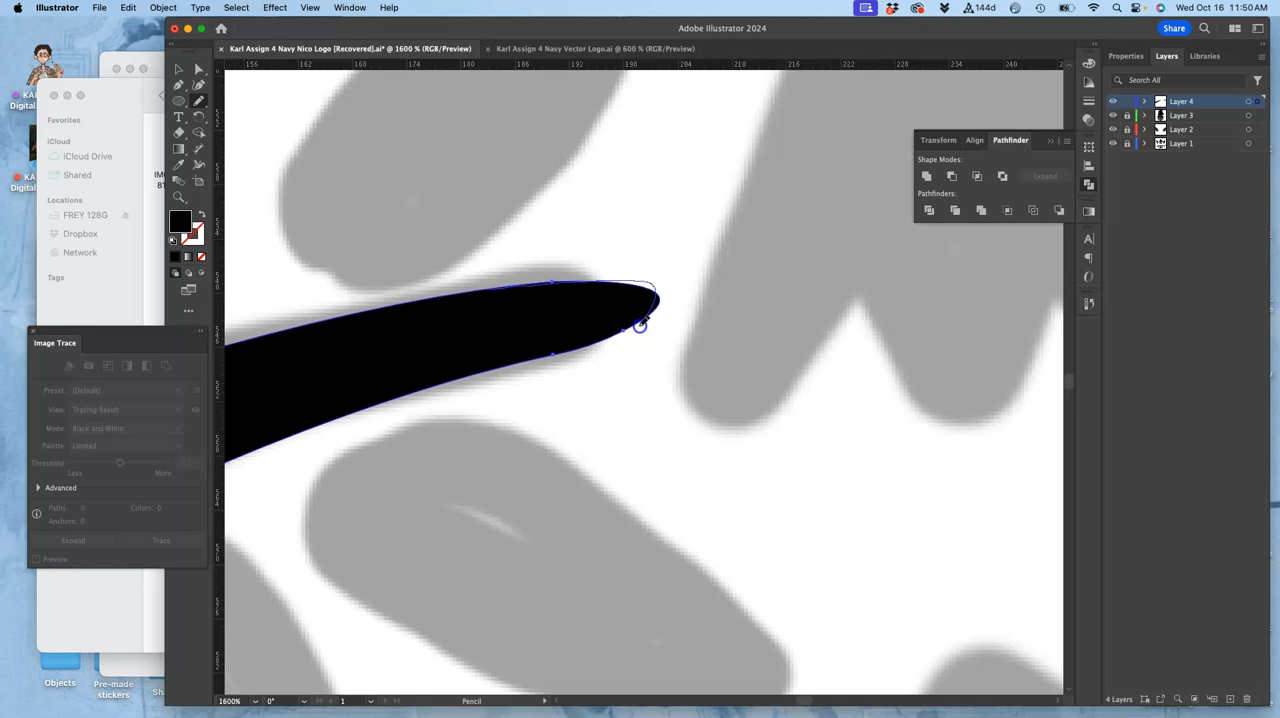 Illustrator File Edit Object Type Select Effect View Window Help 144d Wed Oct 16 11:50 AM
Adobe Illustrator 2024
Share
Karl Assign 4 Navy Nico Logo [Recovered].ai* @ 1600 % (RGB/Preview)
Karl Assign 4 Navy Vector Logo.ai @ 600 % (RGB/Preview)
Properties Layers Libraries
156 174 180 186 192 198 204 210 216 222 228 234 240
Search All
Layer 4
Layer 3
Layer 2
Layer 1
Favorites
iCloud
iCloud Drive
Shared
Locations
FREY 128G
Dropbox
Network
Tags
Transform Align Pathfinder
Shape Modes:
Expand
Pathfinders:
Image Trace
Preset: (Default)
View: Tracing Result
Mode: Black and White
Palette: Limited
Threshold:
Less More
Advanced
Paths: 0 Colors: 0
Anchors: 0
Expand Trace
Preview
Objects
Pre-made
stickers
1600% 0° 1 Pencil
4 Layers